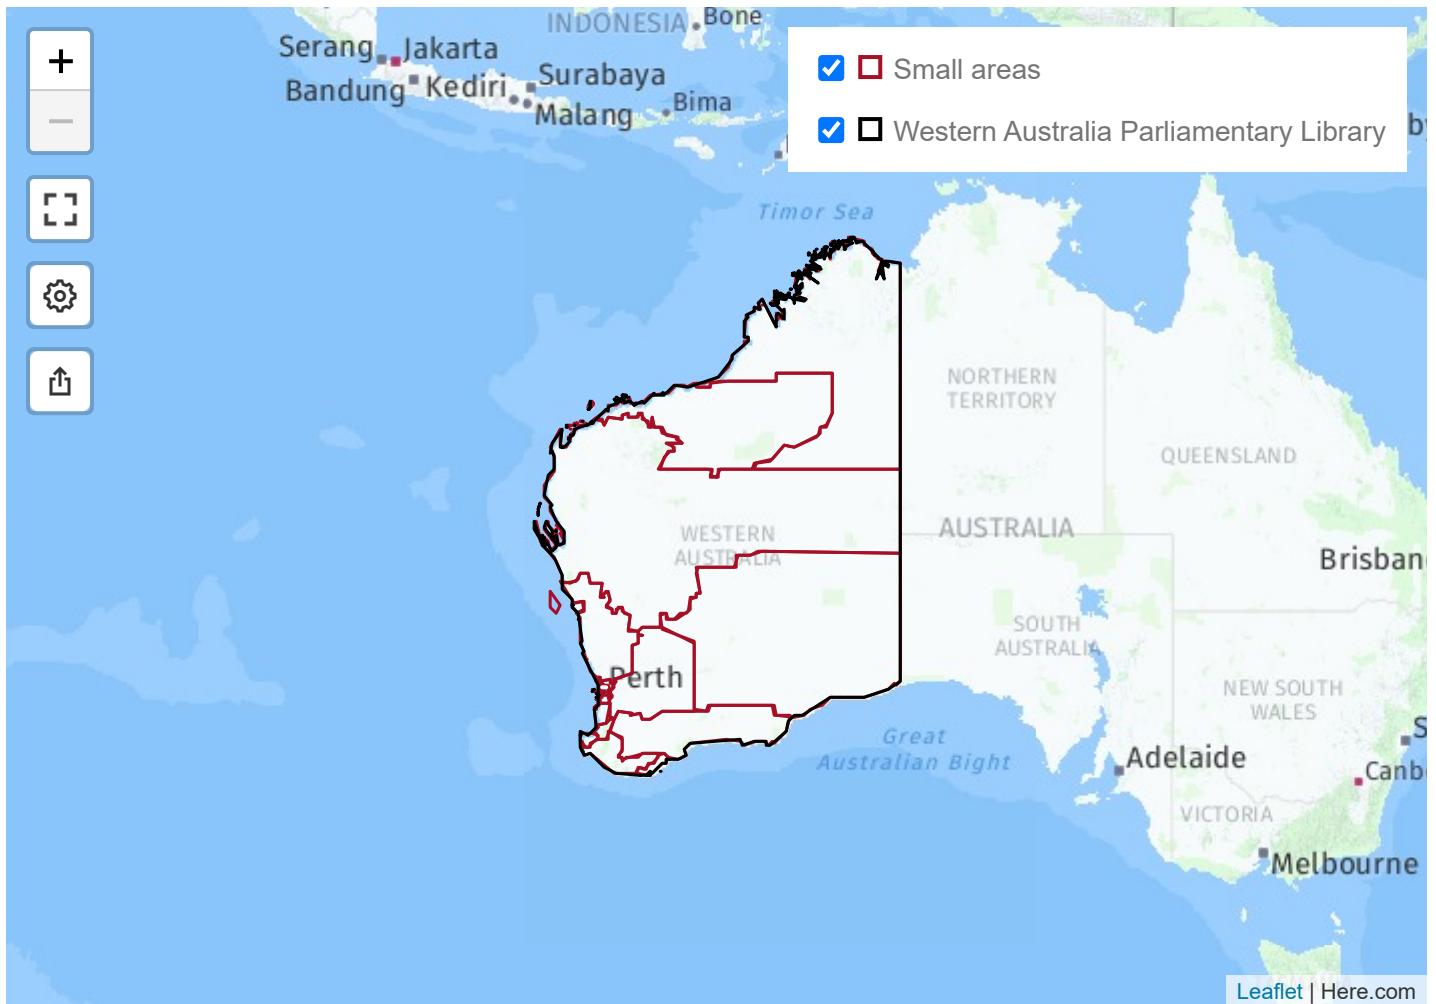 INDONESIA
Bone
Serang
Jakarta
Bandung
Kediri
Surabaya
Malang
Bima
+
−
Small areas
Western Australia Parliamentary Library
by
Timor Sea
NORTHERN
TERRITORY
QUEENSLAND
WESTERN
AUSTRALIA
AUSTRALIA
Brisban
SOUTH
AUSTRALIA
Perth
NEW SOUTH
WALES
Great
Australian Bight
Adelaide
S
Canb
VICTORIA
Melbourne
Leaflet | Here.com